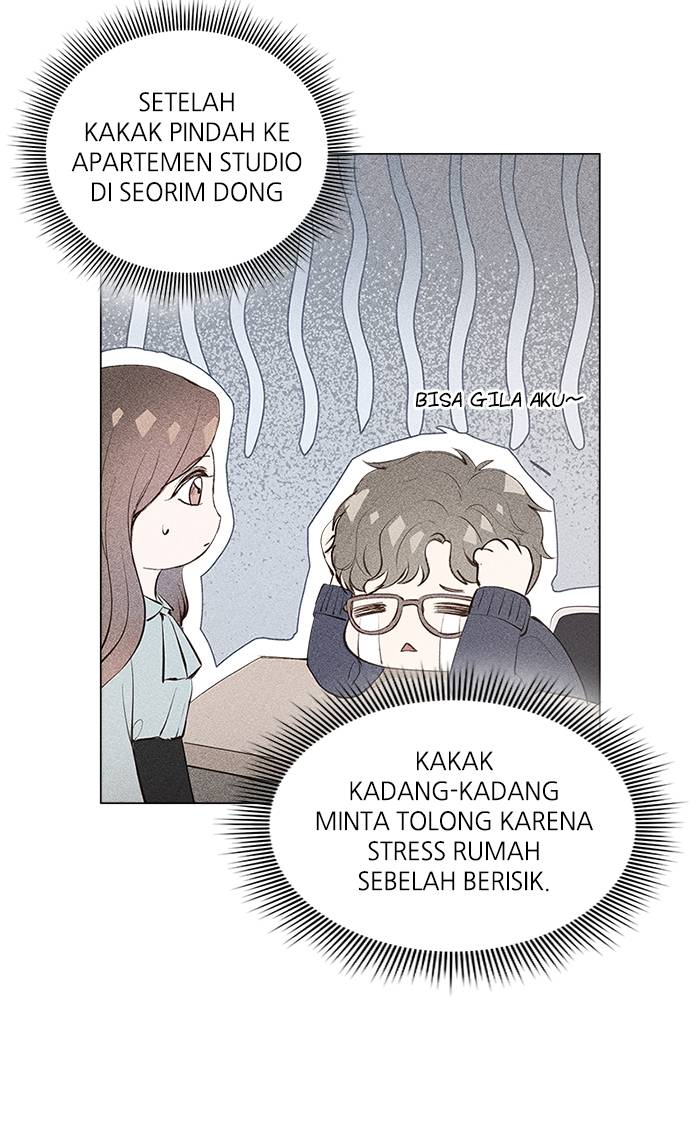 SETELAH
KAKAK PINDAH KE
APARTEMEN STUDIO
DI SEORIM DONG
BISA GILA AKU~
KAKAK
KADANG-KADANG
MINTA TOLONG KARENA
STRESS RUMAH
SEBELAH BERISIK.